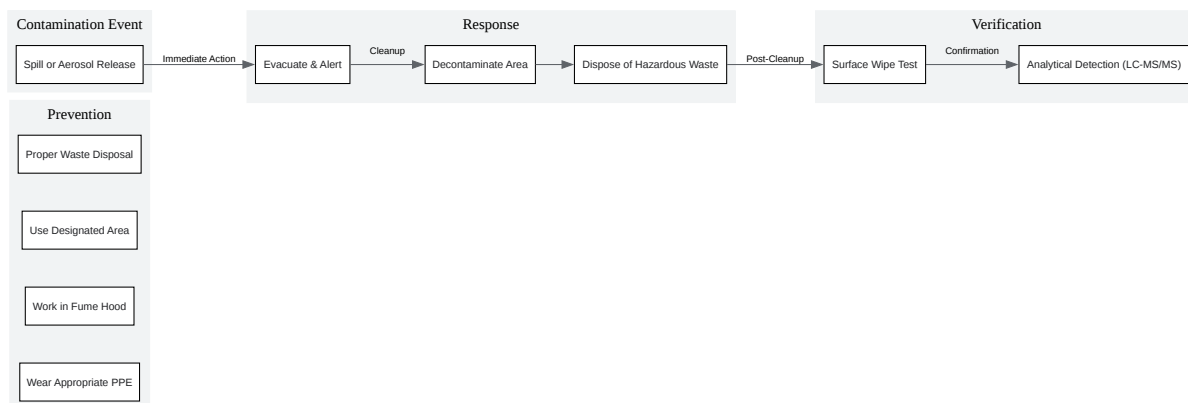 Contamination Event
Spill or Aerosol Release
Immediate Action
Response
Evacuate & Alert
Cleanup
Decontaminate Area
Dispose of Hazardous Waste
Post-Cleanup
Verification
Surface Wipe Test
Confirmation
Analytical Detection (LC-MS/MS)
Prevention
Proper Waste Disposal
Use Designated Area
Work in Fume Hood
Wear Appropriate PPE